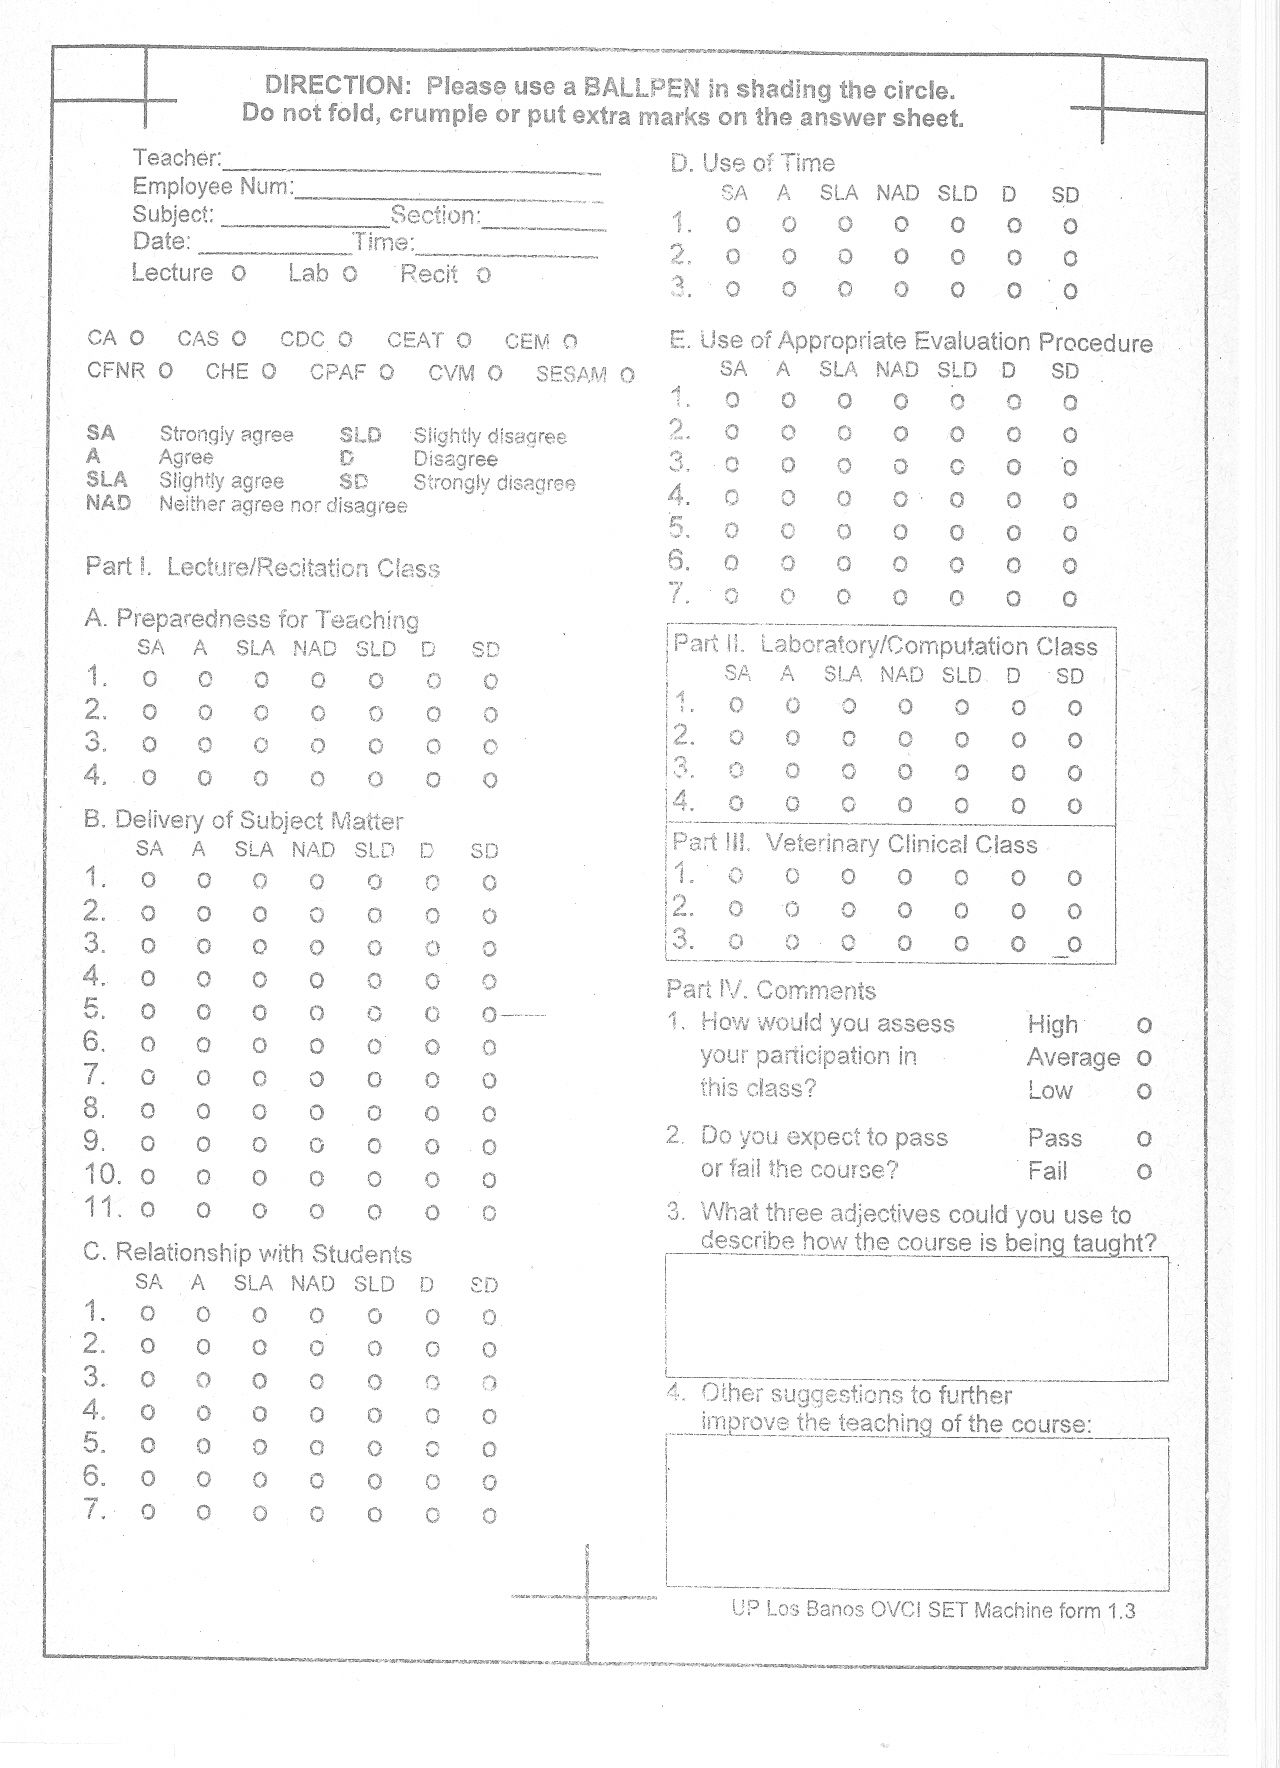 DIRECTION: Please use a BALLPEN in shading the circle.
Do not fold, crumple or put extra marks on the answer sheet.
Teacher:
Employee Num:
Subject: Section:
Date: Time:
Lecture O Lab O Recit O
CA O CAS O CDC O CEAT O CEM O
CFNR O CHE O CPAF O CVM O SESAM O
SA Strongly agree SLD Slightly disagree
A Agree D Disagree
SLA Slightly agree SD Strongly disagree
NAD Neither agree nor disagree
Part I. Lecture/Recitation Class
A. Preparedness for Teaching
SA A SLA NAD SLD D SD
1. O O O O O O O
2. O O O O O O O
3. O O O O O O O
4. O O O O O O O
B. Delivery of Subject Matter
SA A SLA NAD SLD D SD
1. O O O O O O O
2. O O O O O O O
3. O O O O O O O
4. O O O O O O O
5. O O O O O O O
6. O O O O O O O
7. O O O O O O O
8. O O O O O O O
9. O O O O O O O
10. O O O O O O O
11. O O O O O O O
C. Relationship with Students
SA A SLA NAD SLD D SD
1. O O O O O O O
2. O O O O O O O
3. O O O O O O O
4. O O O O O O O
5. O O O O O O O
6. O O O O O O O
7. O O O O O O O
D. Use of Time
SA A SLA NAD SLD D SD
1. O O O O O O O
2. O O O O O O O
3. O O O O O O O
E. Use of Appropriate Evaluation Procedure
SA A SLA NAD SLD D SD
1. O O O O O O O
2. O O O O O O O
3. O O O O O O O
4. O O O O O O O
5. O O O O O O O
6. O O O O O O O
7. O O O O O O O
Part II. Laboratory/Computation Class
SA A SLA NAD SLD D SD
1. O O O O O O O
2. O O O O O O O
3. O O O O O O O
4. O O O O O O O
Part III. Veterinary Clinical Class
1. O O O O O O O
2. O O O O O O O
3. O O O O O O O
Part IV. Comments
1. How would you assess High O
your participation in Average O
this class? Low O
2. Do you expect to pass Pass O
or fail the course? Fail O
3. What three adjectives could you use to
describe how the course is being taught?
4. Other suggestions to further
improve the teaching of the course:
UP Los Banos OVCI SET Machine form 1.3